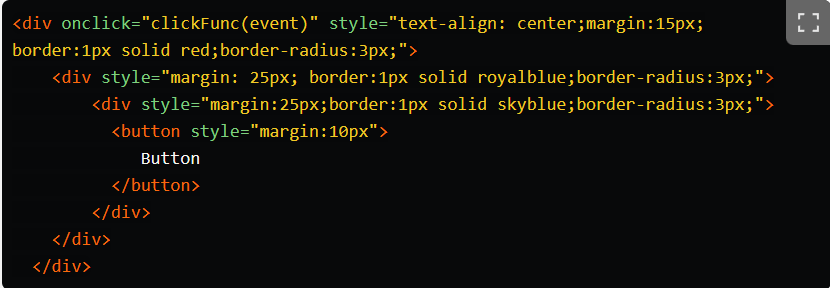 <div onclick="clickFunc(event)" style="text-align: center;margin:15px;
border:1px solid red;border-radius:3px;">
<div style="margin: 25px; border:1px solid royalblue;border-radius:3px;">
<div style="margin:25px;border:1px solid skyblue;border-radius:3px;">
<button style="margin:10px">
Button
</button>
</div>
</div>
</div>